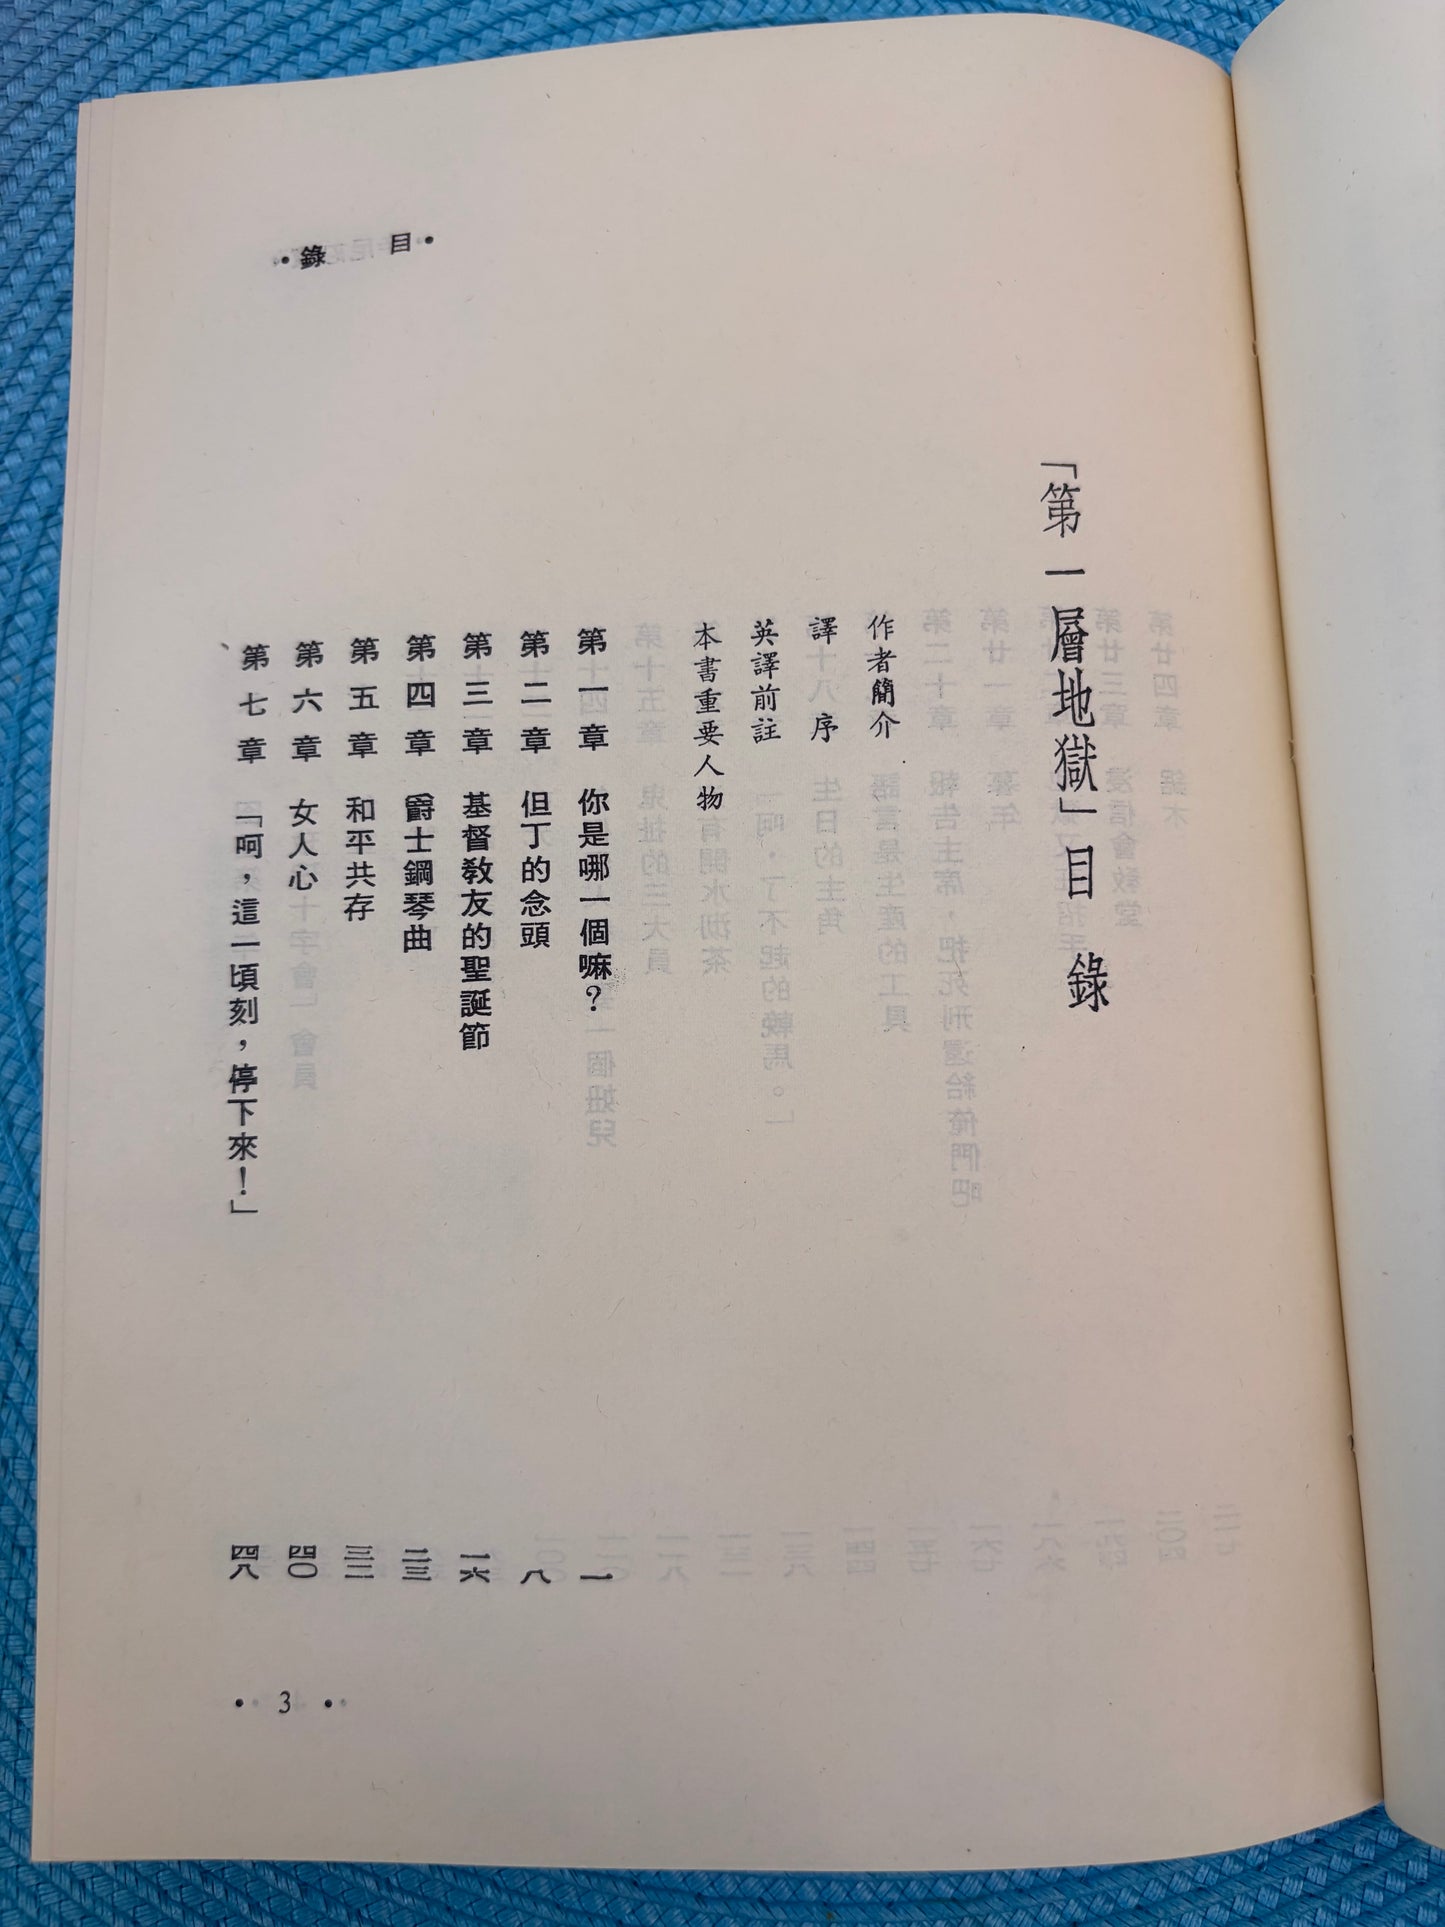 •錄 目•
「第一層地獄」目 錄
作者簡介
譯 序
英譯前註
本書重要人物
第一章 你是哪一個嘛？ 一
第二章 但丁的念頭 八
第三章 基督教友的聖誕節 一六
第四章 爵士鋼琴曲 二三
第五章 和平共存 三二
第六章 女人心 四〇
第七章 「呵，這一頃刻，停下來！」 四八
• 3 •